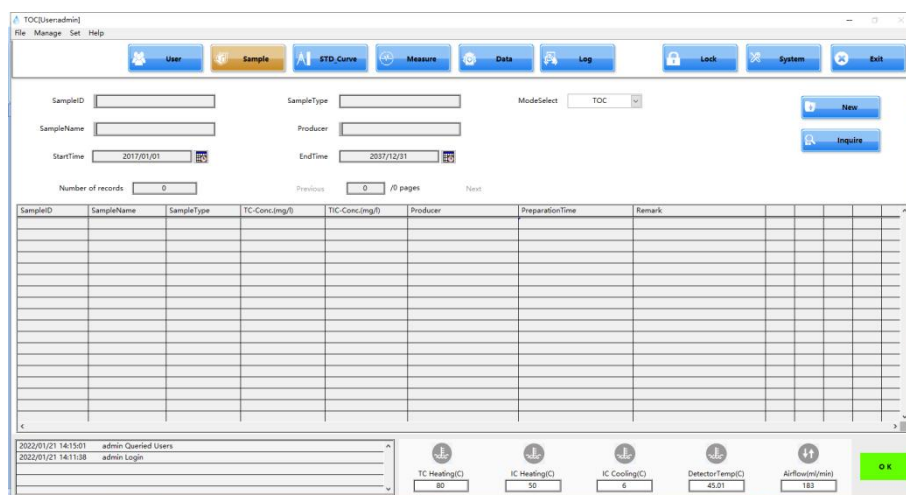 TOC[User:admin]
File Manage Set Help
User Sample STD_Curve Measure Data Log Lock System Exit
SampleID SampleType ModeSelect TOC New
SampleName Producer Inquire
StartTime 2017/01/01 EndTime 2037/12/31
Number of records 0 Previous 0 /0 pages Next
SampleID SampleName SampleType TC-Conc.(mg/l) TIC-Conc.(mg/l) Producer PreparationTime Remark
2022/01/21 14:15:01 admin Queried Users
2022/01/21 14:11:38 admin Login
TC Heating(C) IC Heating(C) IC Cooling(C) DetectorTemp(C) Airflow(ml/min)
80 50 6 45.01 183
O K